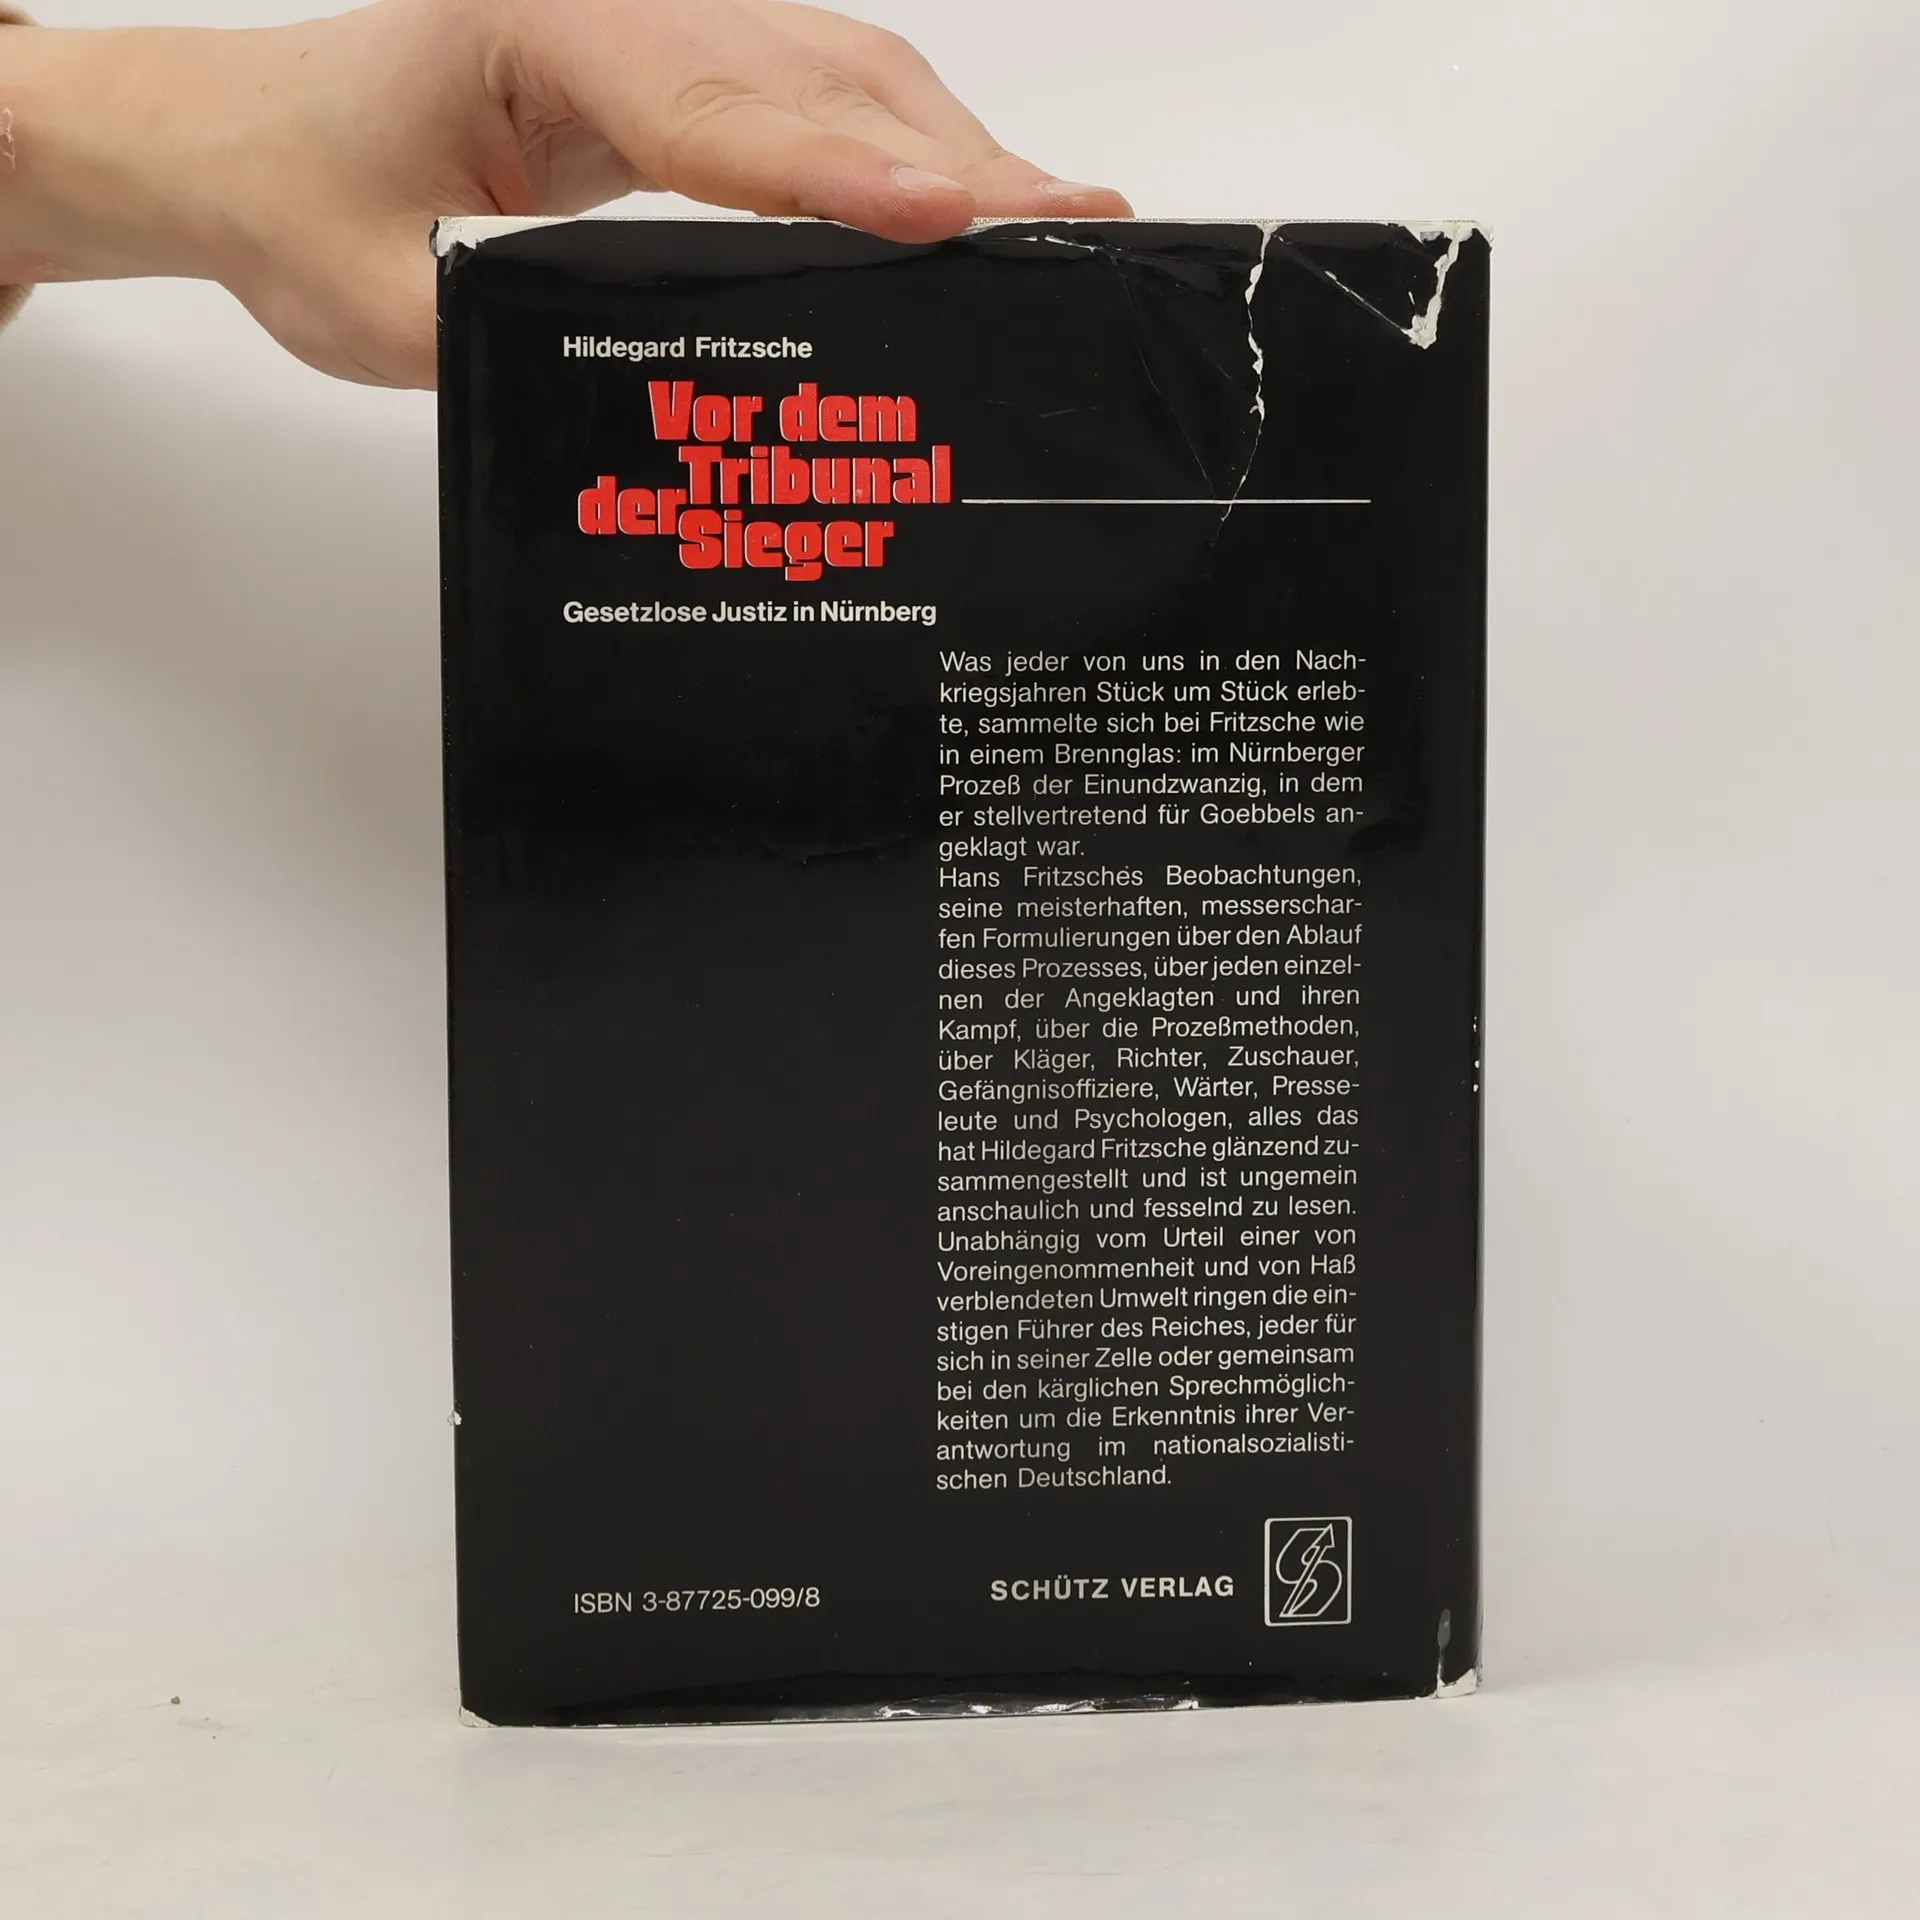 Hildegard Fritzsche
Vor dem
Tribunal
der
Sieger
Gesetzlose Justiz in Nürnberg
Was jeder von uns in den Nach-
kriegsjahren Stück um Stück erleb-
te, sammelte sich bei Fritzsche wie
in einem Brennglas: im Nürnberger
Prozeß der Einundzwanzig, in dem
er stellvertretend für Goebbels an-
geklagt war.
Hans Fritzsches Beobachtungen,
seine meisterhaften, messerschar-
fen Formulierungen über den Ablauf
dieses Prozesses, über jeden einzel-
nen der Angeklagten und ihren
Kampf, über die Prozeßmethoden,
über Kläger, Richter, Zuschauer,
Gefängnisoffiziere, Wärter, Presse-
leute und Psychologen, alles das
hat Hildegard Fritzsche glänzend zu-
sammengestellt und ist ungemein
anschaulich und fesselnd zu lesen.
Unabhängig vom Urteil einer von
Voreingenommenheit und von Haß
verblendeten Umwelt ringen die ein-
stigen Führer des Reiches, jeder für
sich in seiner Zelle oder gemeinsam
bei den kärglichen Sprechmöglich-
keiten um die Erkenntnis ihrer Ver-
antwortung im nationalsozialisti-
schen Deutschland.
ISBN 3-87725-099/8
SCHÜTZ VERLAG